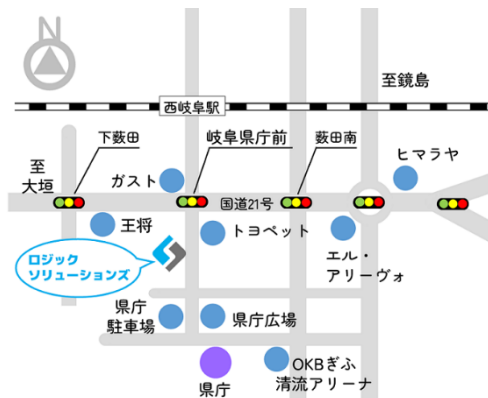 N
至鏡島
西岐阜駅
下薮田
岐阜県庁前
薮田南
ヒマラヤ
至
大垣
ガスト
国道21号
王将
トヨペット
エル・
アリーヴォ
ロジック
ソリューションズ
県庁
駐車場
県庁広場
県庁
OKBぎふ
清流アリーナ